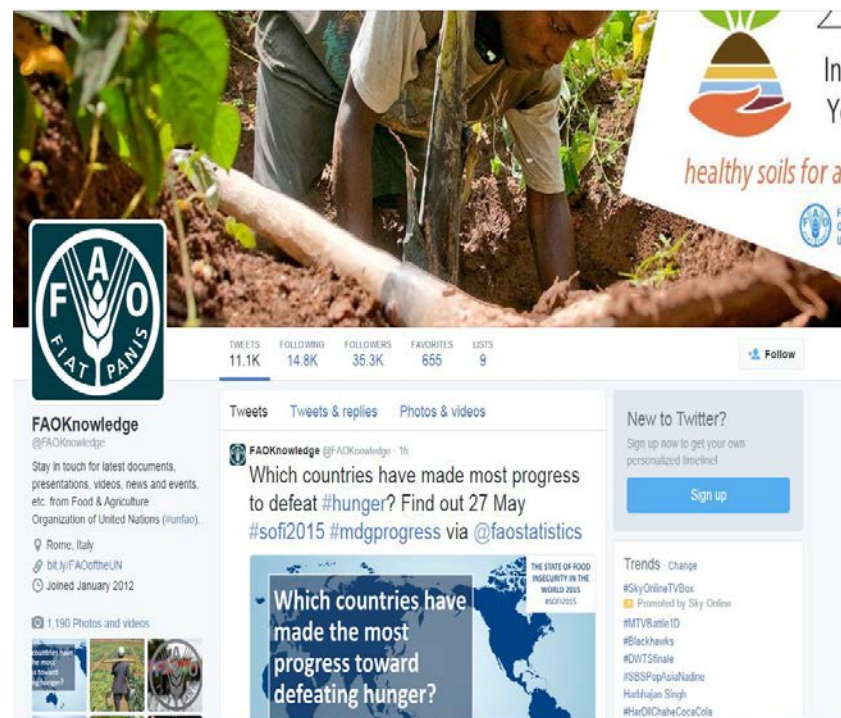 In
Yo
healthy soils for a
FAO
FIAT PANIS
TWEETS FOLLOWING FOLLOWERS FAVORITES LISTS
11.1K 14.8K 35.3K 655 9
Follow
FAOKnowledge
@FAOKnowledge
Stay in touch for latest documents,
presentations, videos, news and events,
etc. from Food & Agriculture
Organization of United Nations (#unfao).
Rome, Italy
bit.ly/FAOoftheUN
Joined January 2012
1,190 Photos and videos
Tweets Tweets & replies Photos & videos
FAOKnowledge @FAOKnowledge · 1h
Which countries have made most progress
to defeat #hunger? Find out 27 May
#sofi2015 #mdgprogress via @faostatistics
Which countries have
made the most
progress toward
defeating hunger?
THE STATE OF FOOD
INSECURITY IN THE
WORLD 2015
#SOFI2015
New to Twitter?
Sign up now to get your own
personalized timeline!
Sign up
Trends · Change
#SkyOnlineTVBox
Promoted by Sky Online
#MTVBattle1D
#Blackhawks
#DWTSfinale
#SBSPopAsiaNadine
Harbhajan Singh
#HarDilChaheCocaCola